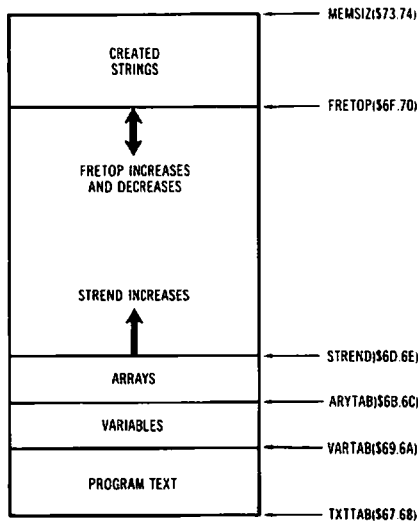 MEMSIZ($73.74)
CREATED
STRINGS
FRETOP($6F.70)
FRETOP INCREASES
AND DECREASES
STREND INCREASES
STREND($6D.6E)
ARRAYS
ARYTAB($6B.6C)
VARIABLES
VARTAB($69.6A)
PROGRAM TEXT
TXTTAB($67.68)